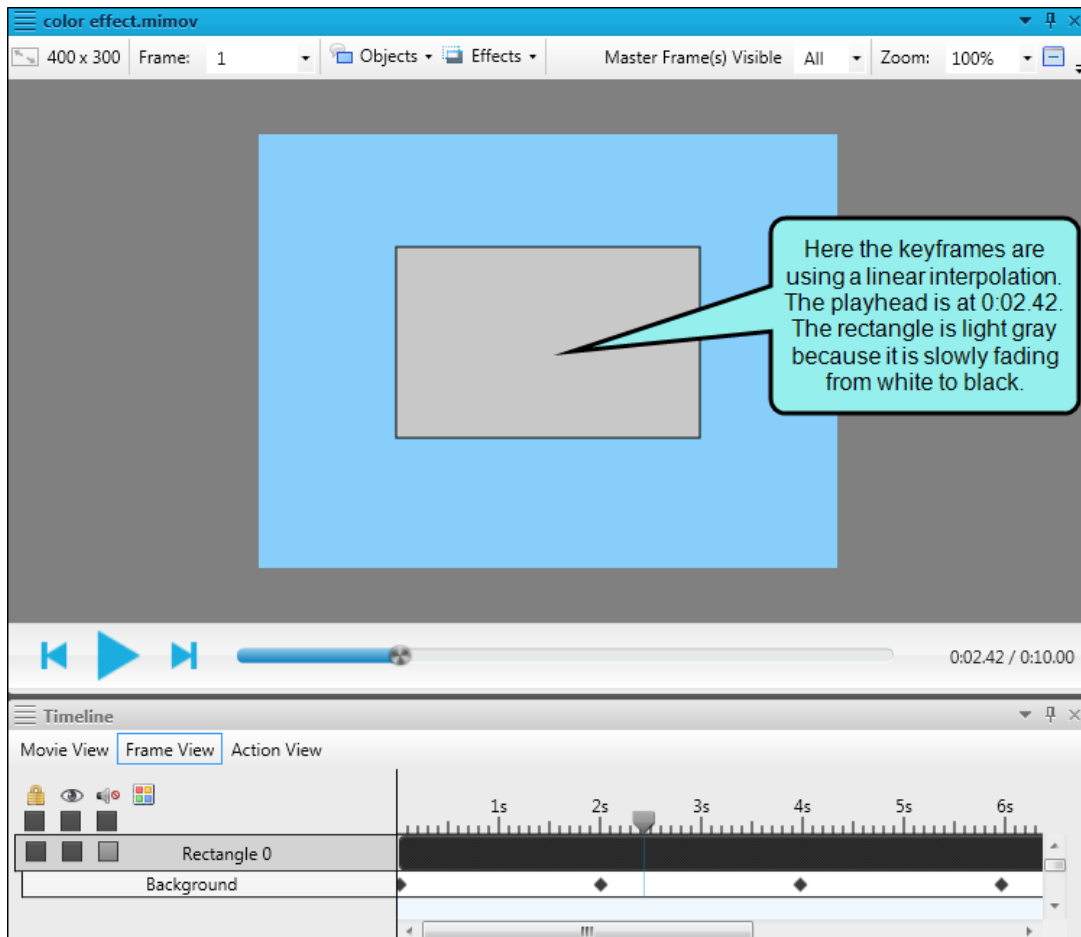 color effect.mimov
400 x 300 Frame: 1 Objects Effects Master Frame(s) Visible All Zoom: 100%
Here the keyframes are
using a linear interpolation.
The playhead is at 0:02.42.
The rectangle is light gray
because it is slowly fading
from white to black.
0:02.42 / 0:10.00
Timeline
Movie View Frame View Action View
1s 2s 3s 4s 5s 6s
Rectangle 0
Background